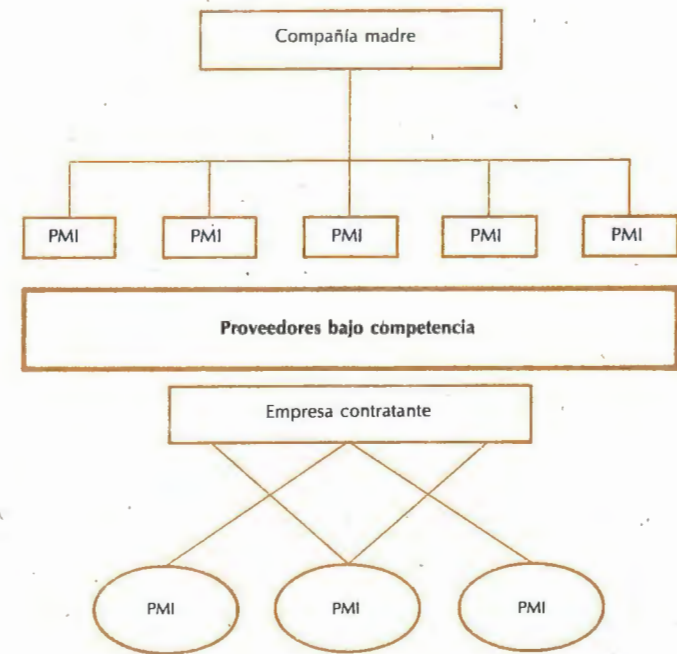 Compañía madre
PMI PMI PMI PMI PMI
Proveedores bajo competencia
Empresa contratante
PMI PMI PMI